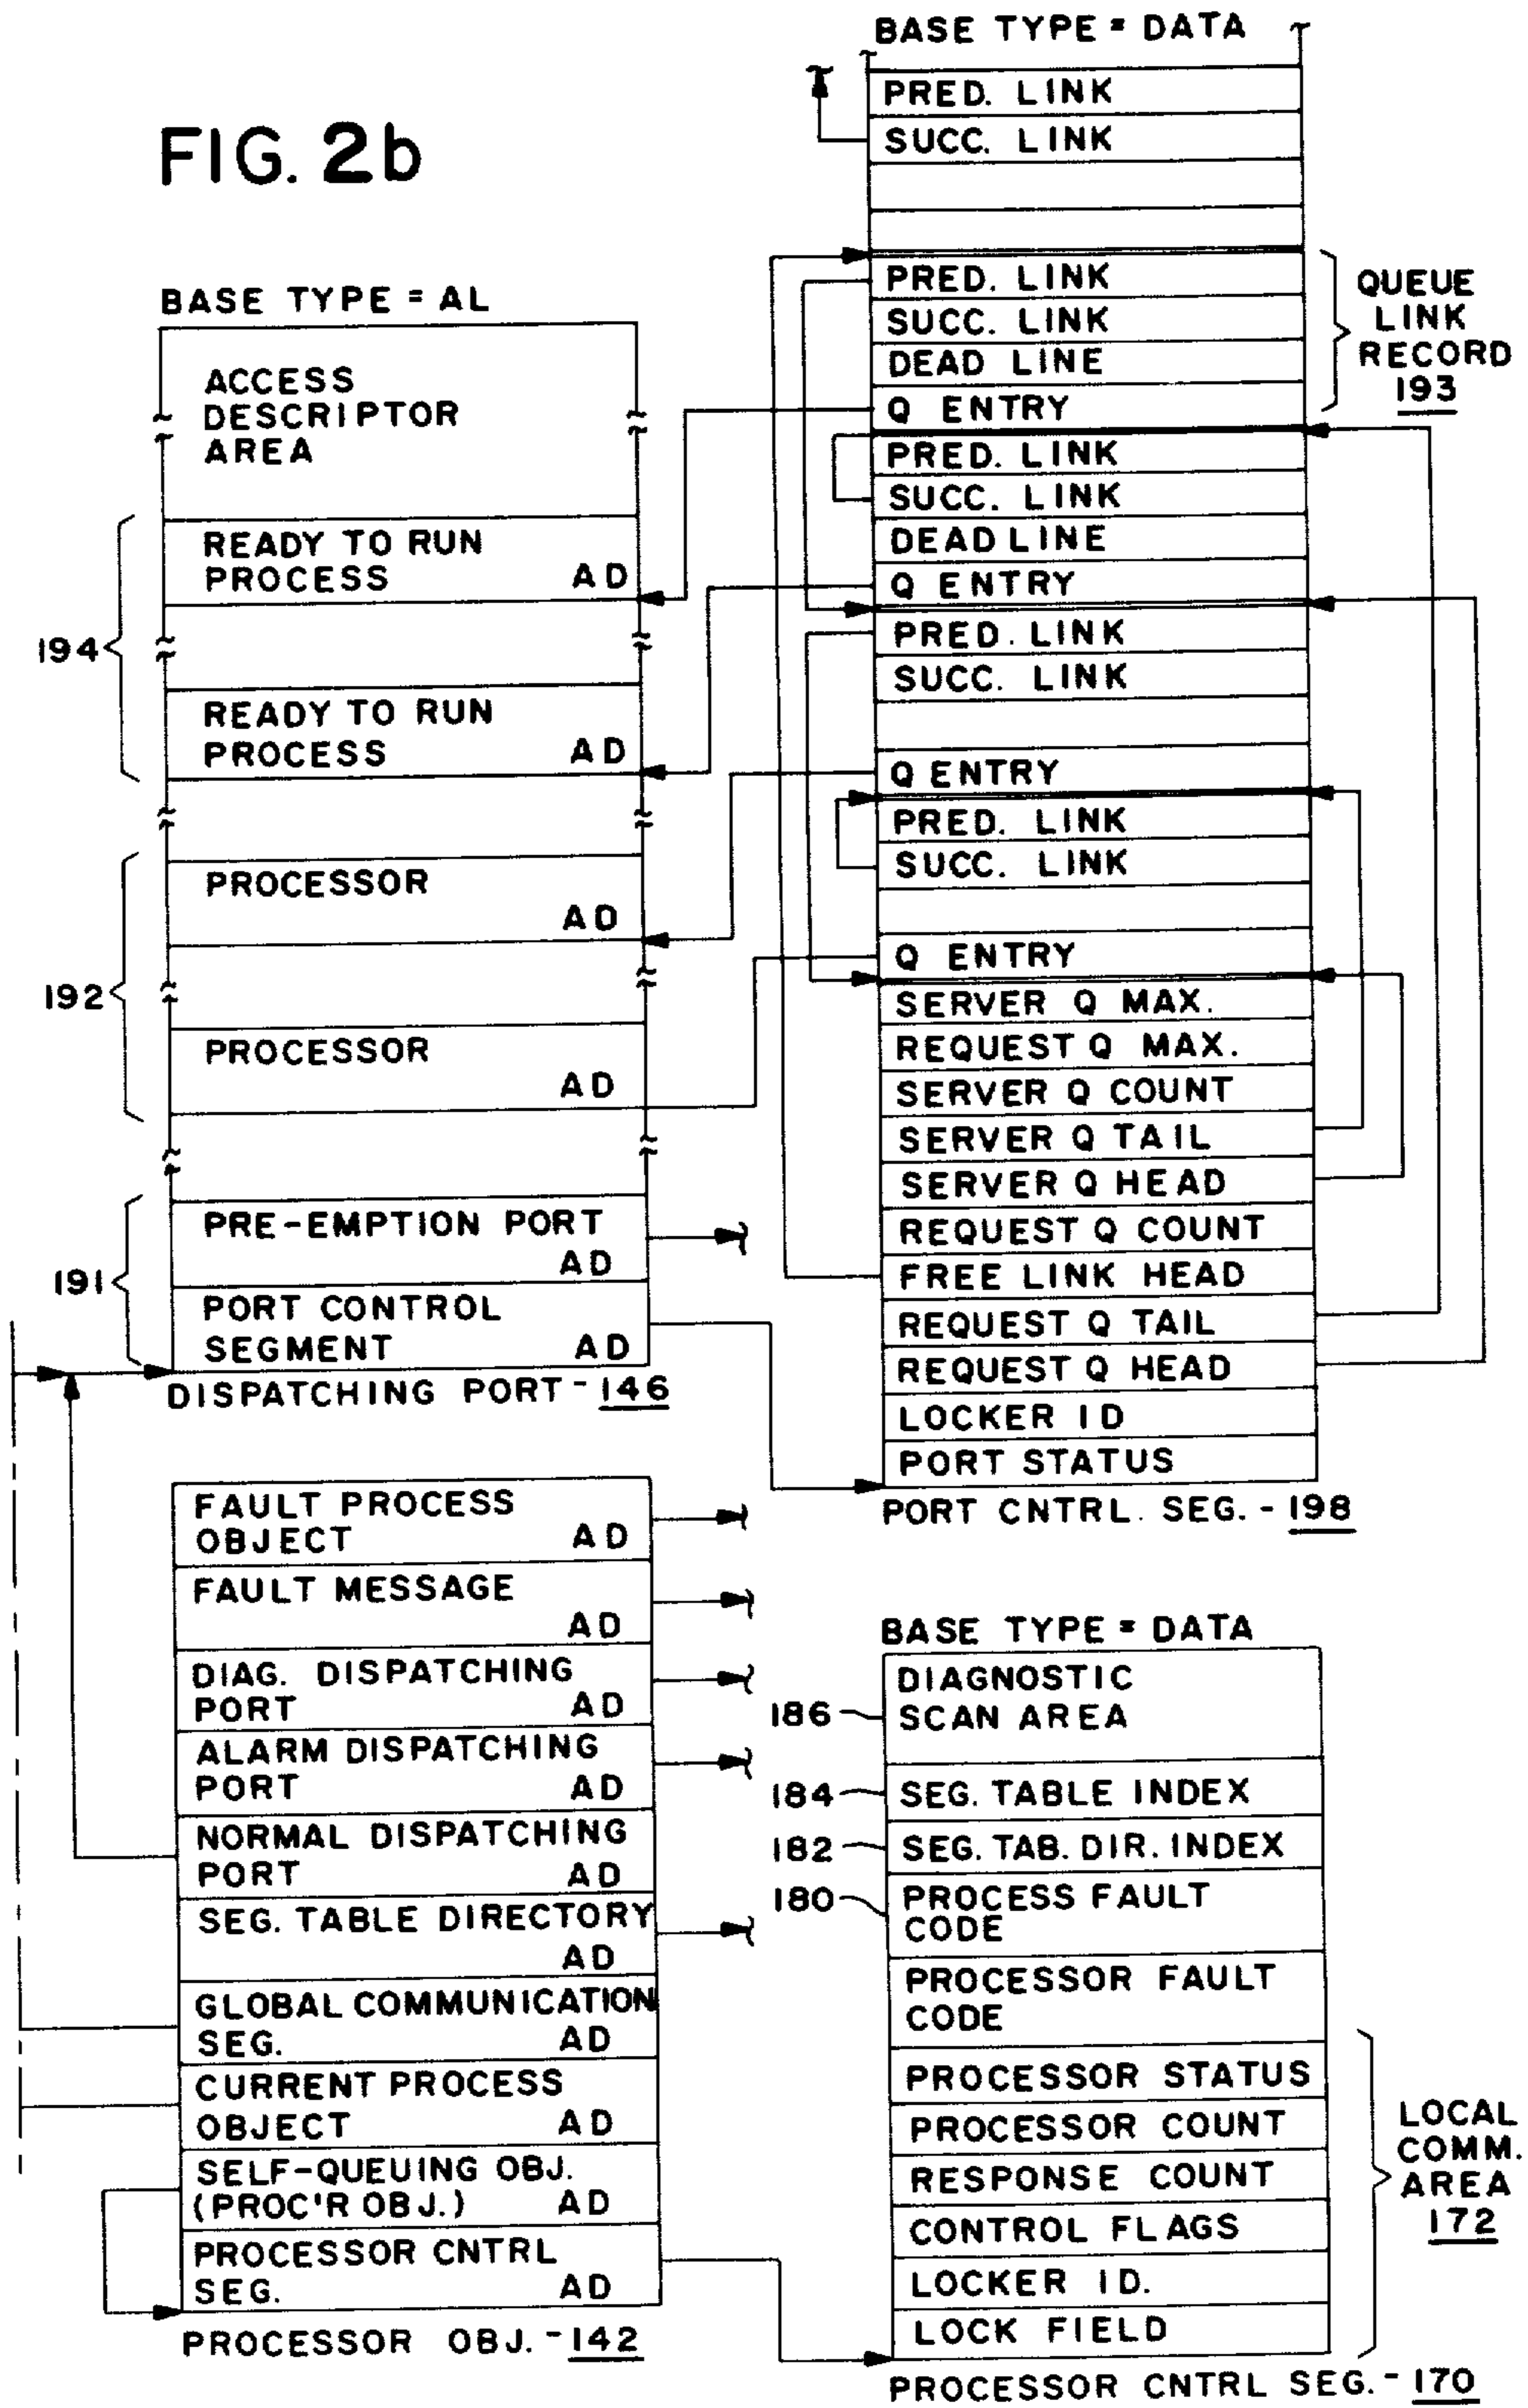 FIG. 2b
BASE TYPE = AL
ACCESS
DESCRIPTOR
AREA
READY TO RUN
PROCESS AD
194
READY TO RUN
PROCESS AD
PROCESSOR
AD
192
PROCESSOR
AD
PRE-EMPTION PORT
AD
191
PORT CONTROL
SEGMENT AD
DISPATCHING PORT - 146
BASE TYPE = DATA
PRED. LINK
SUCC. LINK
PRED. LINK
SUCC. LINK
DEAD LINE
Q ENTRY
QUEUE
LINK
RECORD
193
PRED. LINK
SUCC. LINK
DEADLINE
Q ENTRY
PRED. LINK
SUCC. LINK
Q ENTRY
PRED. LINK
SUCC. LINK
Q ENTRY
SERVER Q MAX.
REQUEST Q MAX.
SERVER Q COUNT
SERVER Q TAIL
SERVER Q HEAD
REQUEST Q COUNT
FREE LINK HEAD
REQUEST Q TAIL
REQUEST Q HEAD
LOCKER ID
PORT STATUS
PORT CNTRL. SEG. - 198
FAULT PROCESS
OBJECT AD
FAULT MESSAGE
AD
DIAG. DISPATCHING
PORT AD
ALARM DISPATCHING
PORT AD
NORMAL DISPATCHING
PORT AD
SEG. TABLE DIRECTORY
AD
GLOBAL COMMUNICATION
SEG. AD
CURRENT PROCESS
OBJECT AD
SELF-QUEUING OBJ.
(PROC'R OBJ.) AD
PROCESSOR CNTRL
SEG. AD
PROCESSOR OBJ. - 142
BASE TYPE = DATA
DIAGNOSTIC
186 SCAN AREA
184 SEG. TABLE INDEX
182 SEG. TAB. DIR. INDEX
180 PROCESS FAULT
CODE
PROCESSOR FAULT
CODE
PROCESSOR STATUS
PROCESSOR COUNT
RESPONSE COUNT
CONTROL FLAGS
LOCKER ID.
LOCK FIELD
LOCAL
COMM.
AREA
172
PROCESSOR CNTRL SEG. - 170